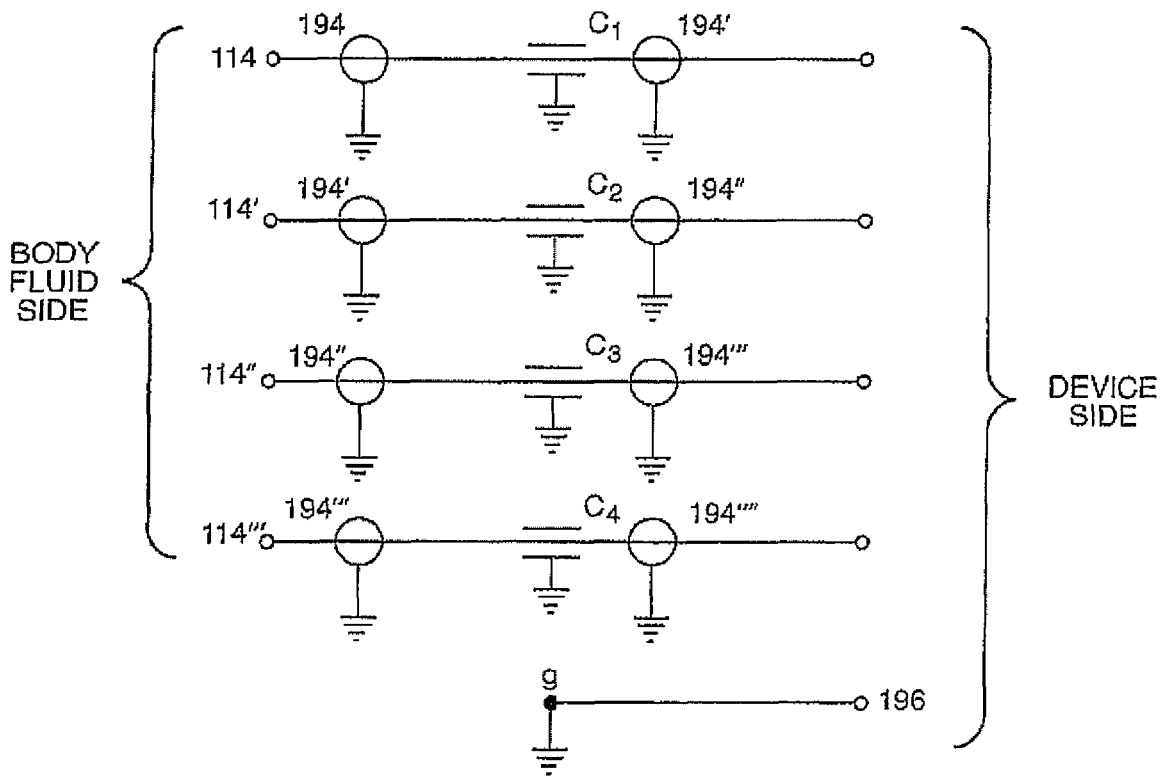 194 C1 194'
114
194' C2 194"
114'
BODY
FLUID
SIDE
194" C3 194'"
114"
DEVICE
SIDE
194'" C4 194""
114'"
g
196